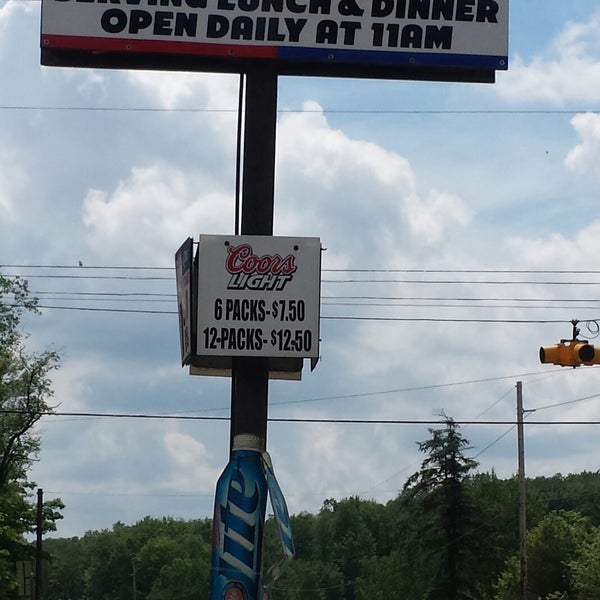 SERVING LUNCH & DINNER
OPEN DAILY AT 11AM
Coors
LIGHT
6 PACKS- $7.50
12-PACKS- $12.50
Lite